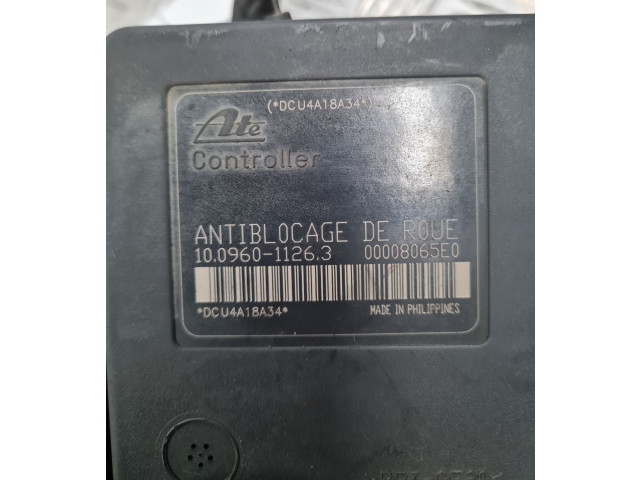 (*DCU4A18A34*)
Ate
Controller
ANTIBLOCAGE DE ROUE
10.0960-1126.3 00008065E0
*DCU4A18A34*
MADE IN PHILIPPINES